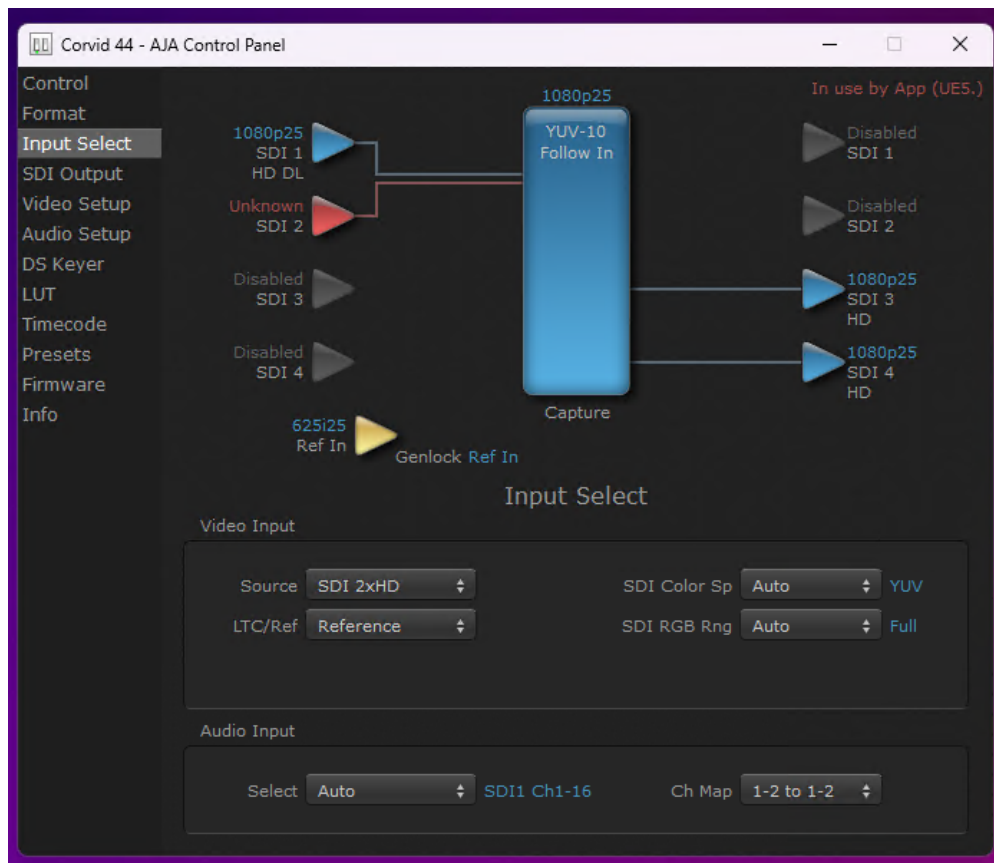 Corvid 44 - AJA Control Panel
Control
Format
Input Select
SDI Output
Video Setup
Audio Setup
DS Keyer
LUT
Timecode
Presets
Firmware
Info
In use by App (UE5.)
1080p25
YUV-10
Follow In
Capture
1080p25
SDI 1
HD DL
Unknown
SDI 2
Disabled
SDI 3
Disabled
SDI 4
625i25
Ref In
Genlock Ref In
Disabled
SDI 1
Disabled
SDI 2
1080p25
SDI 3
HD
1080p25
SDI 4
HD
Input Select
Video Input
Source SDI 2xHD SDI Color Sp Auto YUV
LTC/Ref Reference SDI RGB Rng Auto Full
Audio Input
Select Auto SDI1 Ch1-16 Ch Map 1-2 to 1-2